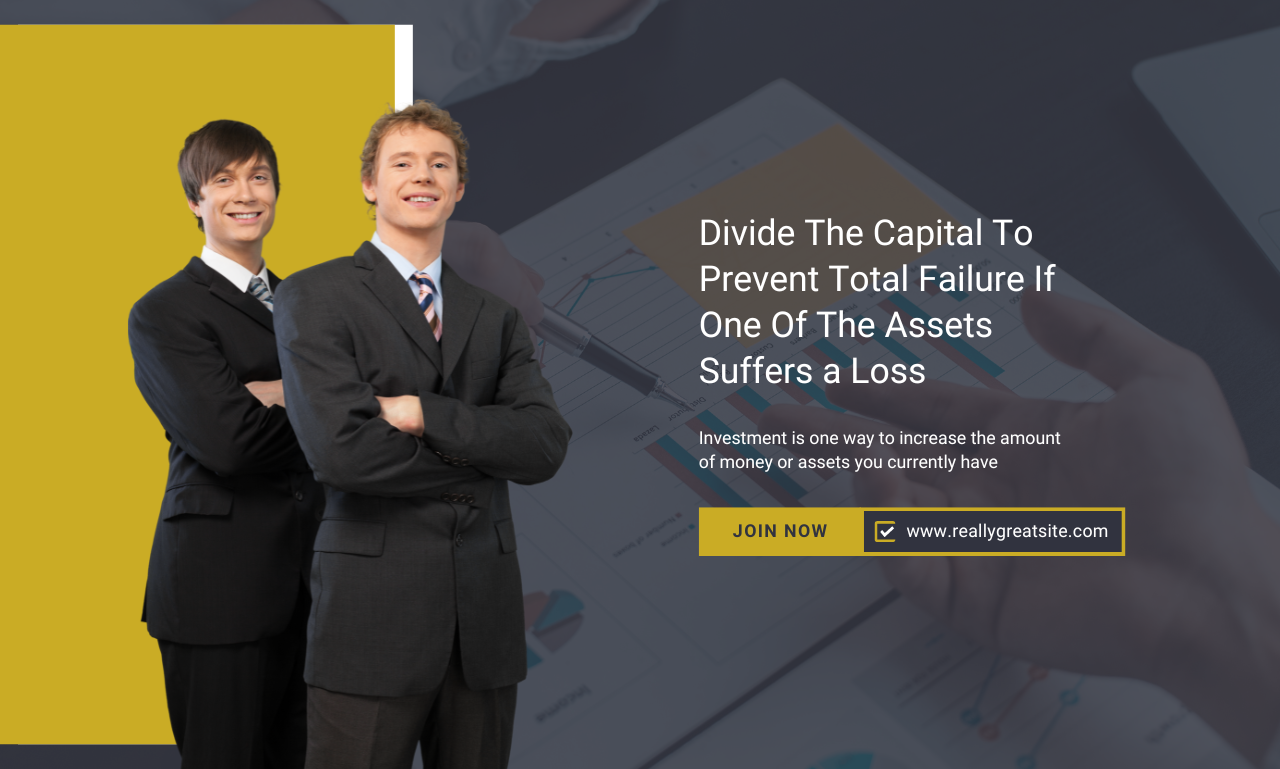 Divide The Capital To
Prevent Total Failure If
One Of The Assets
Suffers a Loss
Investment is one way to increase the amount
of money or assets you currently have
JOIN NOW
www.reallygreatsite.com